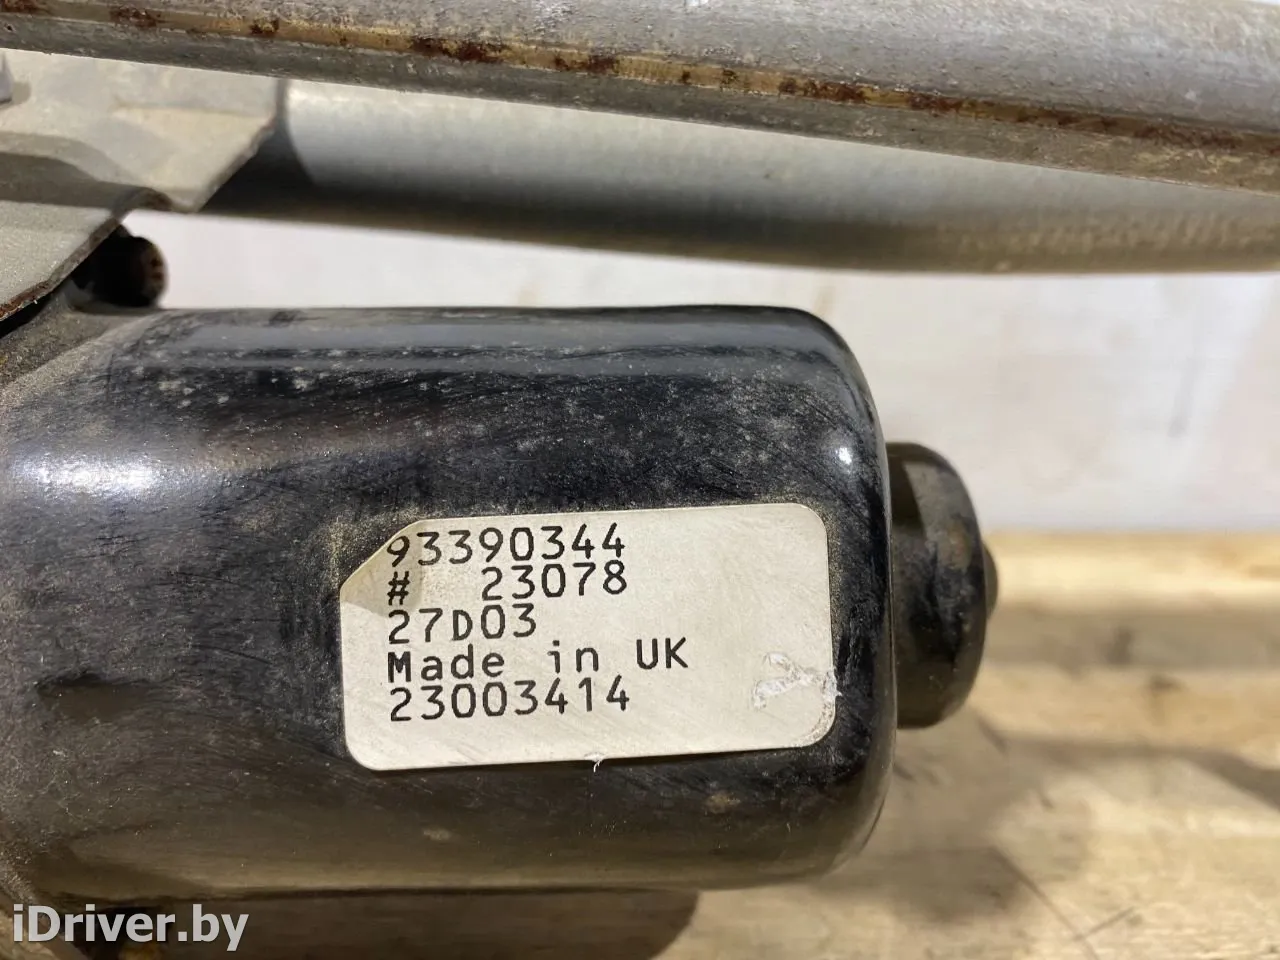 93390344
# 23078
27D03
Made in UK
23003414
iDriver.by